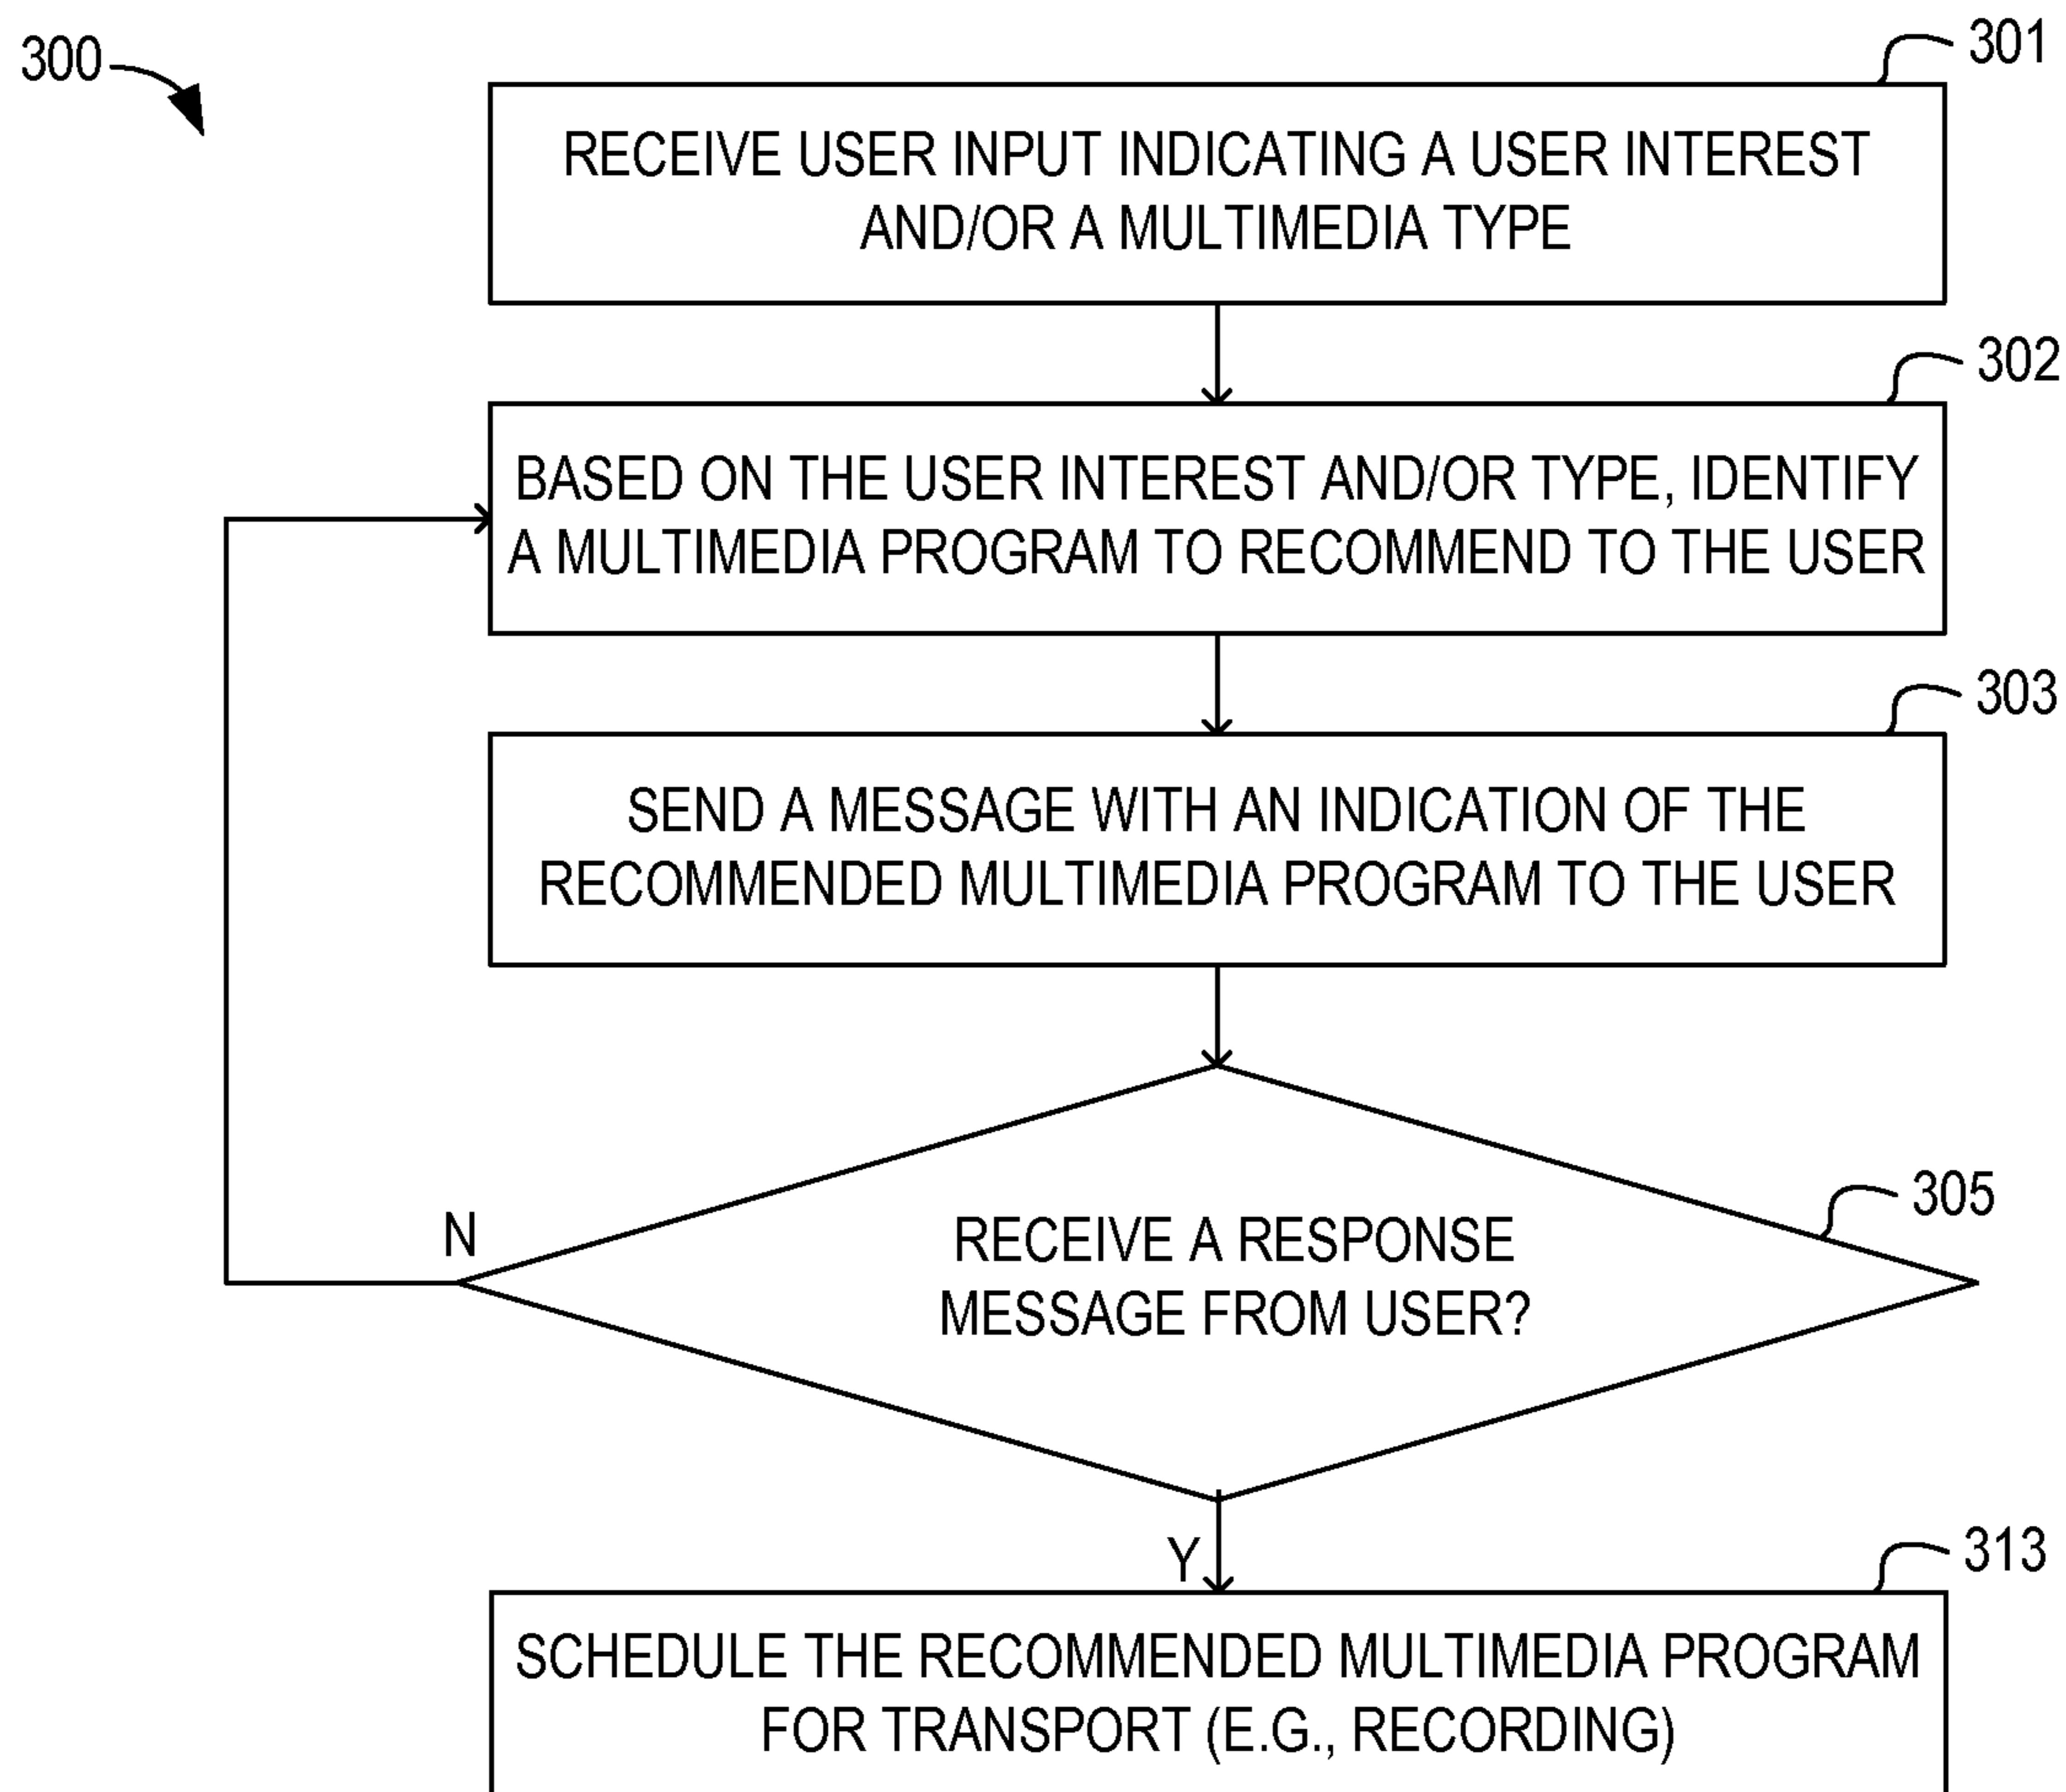 300
301
RECEIVE USER INPUT INDICATING A USER INTEREST
AND/OR A MULTIMEDIA TYPE
302
BASED ON THE USER INTEREST AND/OR TYPE, IDENTIFY
A MULTIMEDIA PROGRAM TO RECOMMEND TO THE USER
303
SEND A MESSAGE WITH AN INDICATION OF THE
RECOMMENDED MULTIMEDIA PROGRAM TO THE USER
305
N
RECEIVE A RESPONSE
MESSAGE FROM USER?
Y
313
SCHEDULE THE RECOMMENDED MULTIMEDIA PROGRAM
FOR TRANSPORT (E.G., RECORDING)